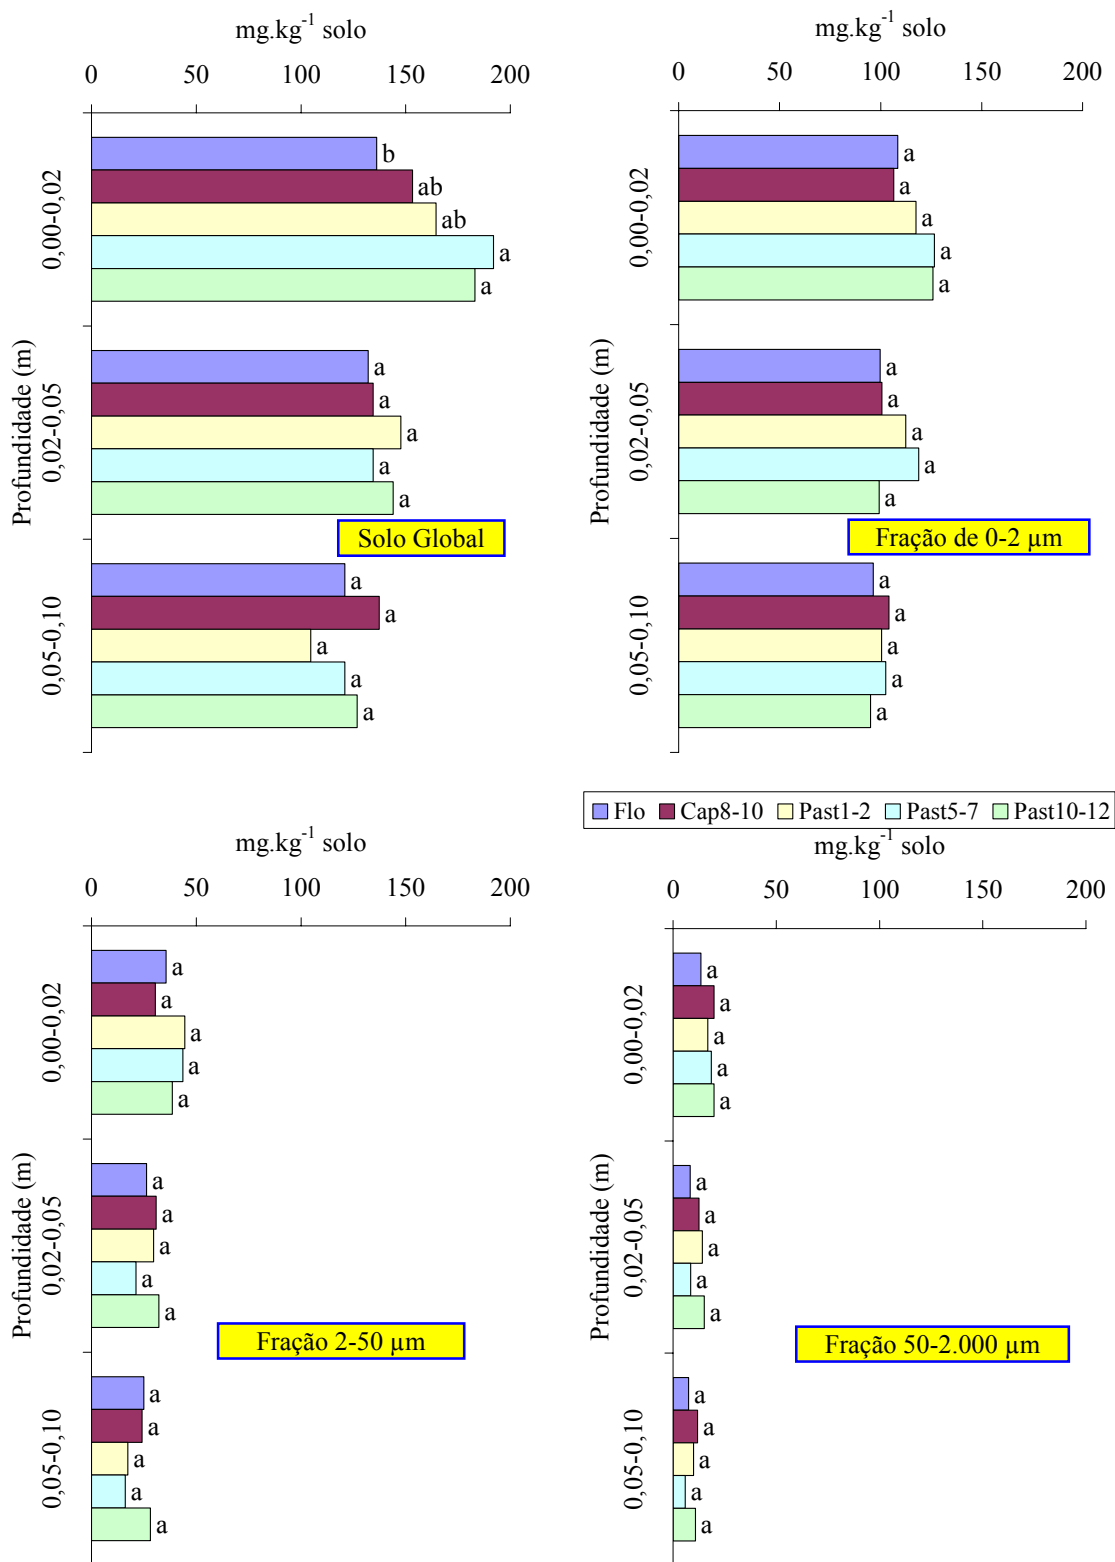 mg.kg⁻¹ solo
0 50 100 150 200
Profundidade (m)
0,00-0,02
b
ab
ab
a
a
0,02-0,05
a
a
a
a
a
Solo Global
0,05-0,10
a
a
a
a
a
mg.kg⁻¹ solo
0 50 100 150 200
Profundidade (m)
0,00-0,02
a
a
a
a
a
0,02-0,05
a
a
a
a
a
Fração de 0-2 µm
0,05-0,10
a
a
a
a
a
Flo Cap8-10 Past1-2 Past5-7 Past10-12
mg.kg⁻¹ solo
0 50 100 150 200
Profundidade (m)
0,00-0,02
a
a
a
a
a
0,02-0,05
a
a
a
a
a
Fração 2-50 µm
0,05-0,10
a
a
a
a
a
mg.kg⁻¹ solo
0 50 100 150 200
Profundidade (m)
0,00-0,02
a
a
a
a
a
0,02-0,05
a
a
a
a
a
Fração 50-2.000 µm
0,05-0,10
a
a
a
a
a